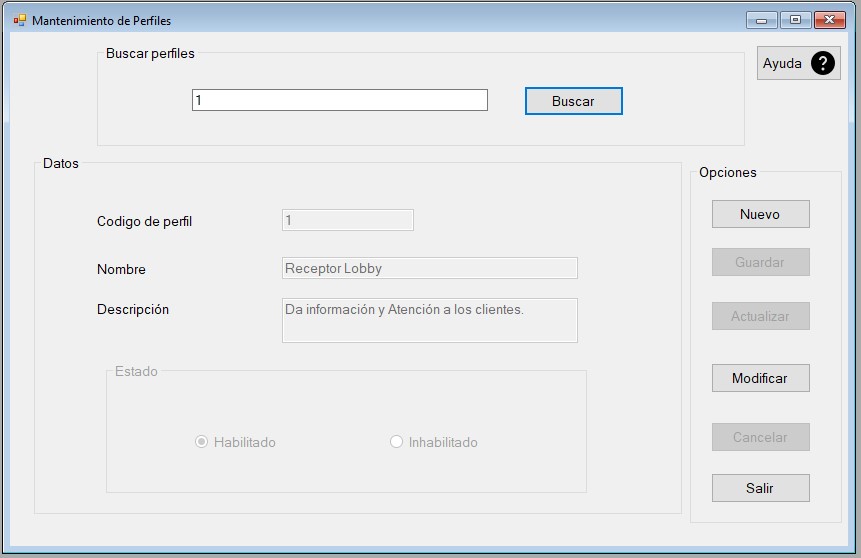 Mantenimiento de Perfiles
Buscar perfiles
Ayuda ?
1
Buscar
Datos
Opciones
Codigo de perfil
1
Nuevo
Nombre
Receptor Lobby
Guardar
Descripción
Da información y Atención a los clientes.
Actualizar
Estado
Modificar
Habilitado
Inhabilitado
Cancelar
Salir